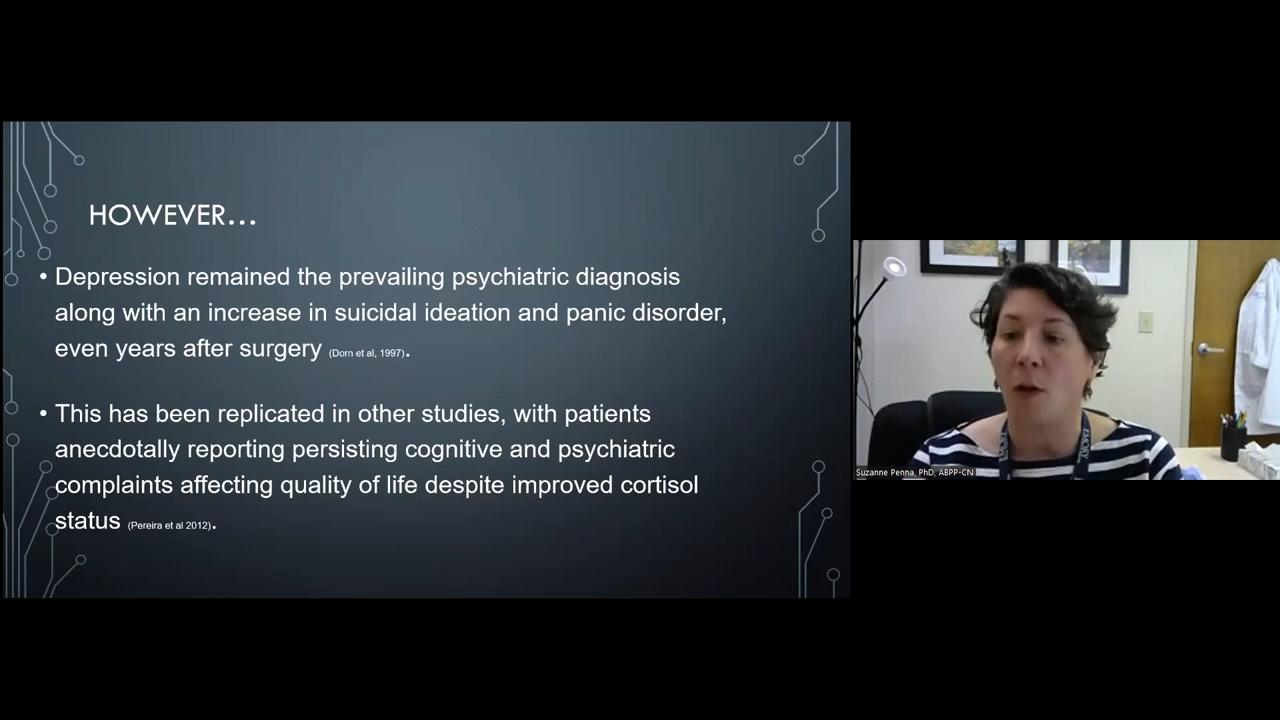 HOWEVER...
• Depression remained the prevailing psychiatric diagnosis
along with an increase in suicidal ideation and panic disorder,
even years after surgery (Dorn et al, 1997).
• This has been replicated in other studies, with patients
anecdotally reporting persisting cognitive and psychiatric
complaints affecting quality of life despite improved cortisol
status (Pereira et al 2012).
EMORY
Suzanne Penna, PhD, ABPP-CN